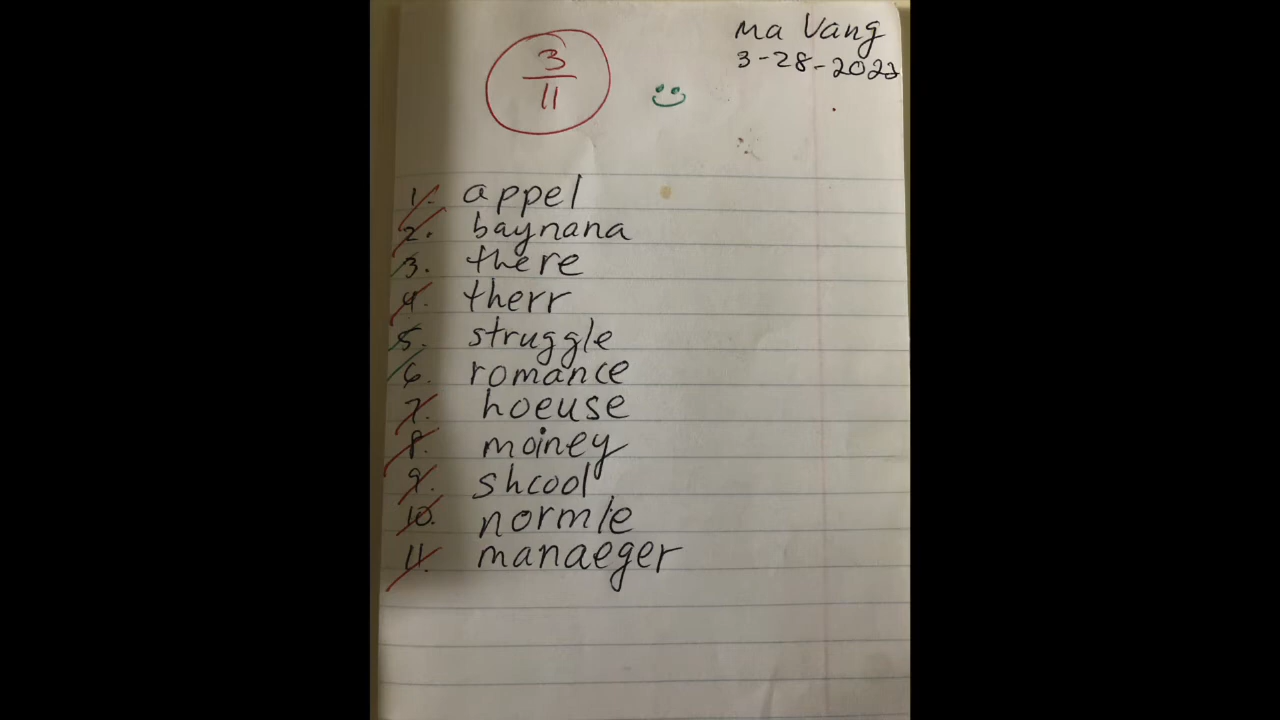 Ma Vang
3-28-2022
3/11
1. appel
2. baynana
3. there
4. therr
5. struggle
6. romance
7. hoeuse
8. moiney
9. shcool
10. normle
11. manaeger